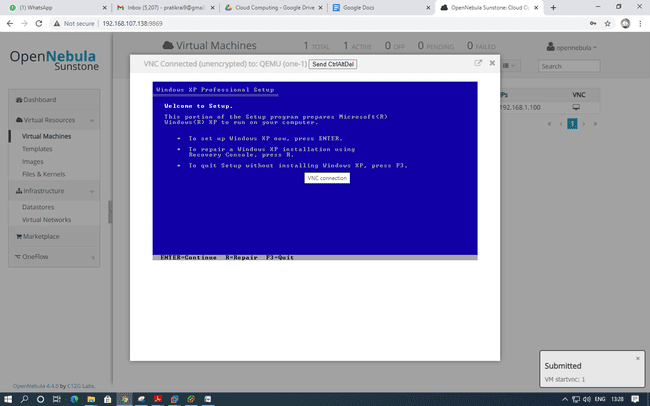 (1) WhatsApp
Inbox (5,207) - pratikrai9@gmai
Cloud Computing - Google Drive
Google Docs
OpenNebula Sunstone: Cloud Op
Not secure 192.168.107.138:9869
OpenNebula
Sunstone
Virtual Machines
1 TOTAL 1 ACTIVE 0 OFF 0 PENDING 0 FAILED
opennebula
Search
Dashboard
Virtual Resources
Virtual Machines
Templates
Images
Files & Kernels
Infrastructure
Datastores
Virtual Networks
Marketplace
OneFlow
VNC Connected (unencrypted) to: QEMU (one-1) Send CtrlAltDel
Windows XP Professional Setup
Welcome to Setup.
This portion of the Setup program prepares Microsoft(R)
Windows(R) XP to run on your computer.
• To set up Windows XP now, press ENTER.
• To repair a Windows XP installation using
Recovery Console, press R.
• To quit Setup without installing Windows XP, press F3.
VNC connection
ENTER=Continue R=Repair F3=Quit
IPs VNC
192.168.1.100
1
Submitted
VM startvnc: 1
OpenNebula 4.4.0 by C12G Labs.
ENG 13:28